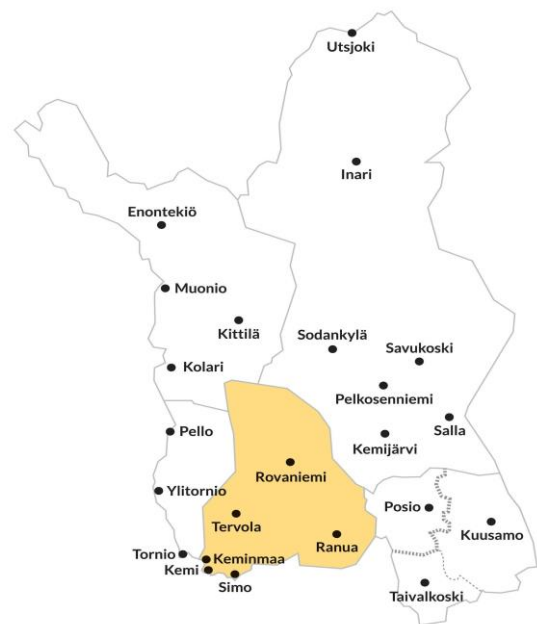 Utsjoki
Inari
Enontekiö
Muonio
Kittilä
Sodankylä
Savukoski
Kolari
Pelkosenniemi
Salla
Pello
Kemijärvi
Rovaniemi
Ylitornio
Posio
Tervola
Kuusamo
Ranua
Tornio
Keminmaa
Kemi
Simo
Taivalkoski